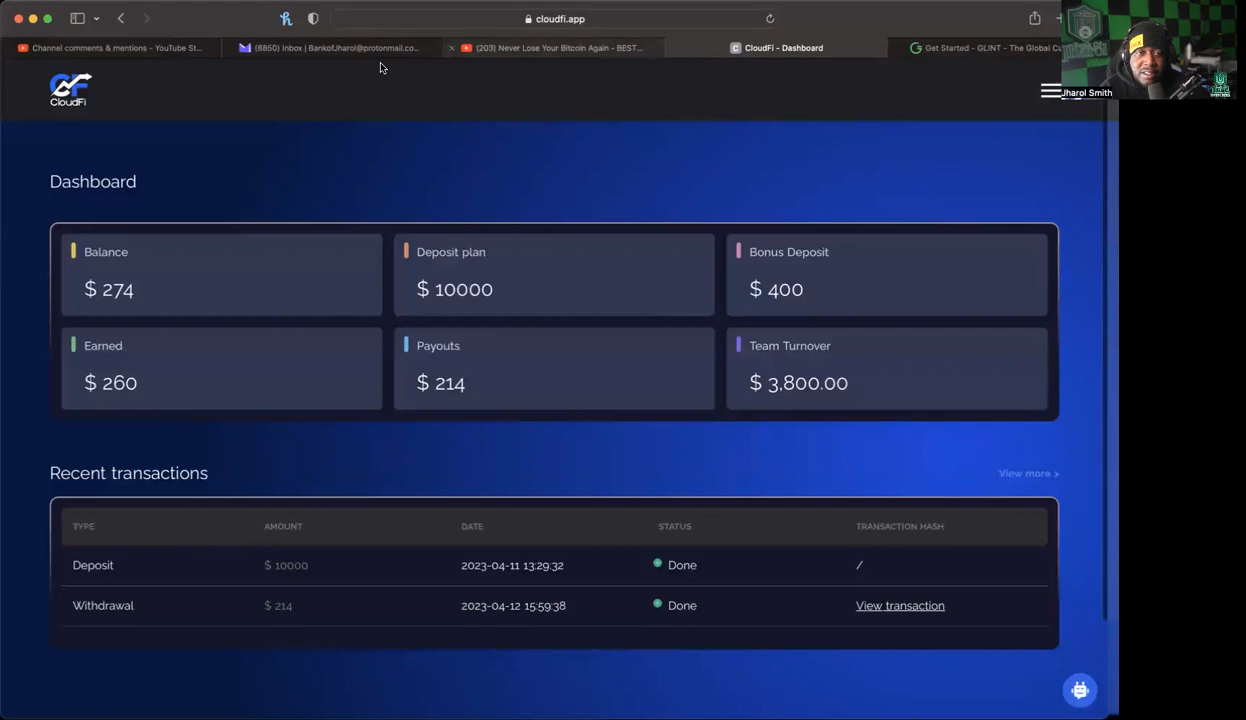 cloudfi.app
Channel comments & mentions - YouTube St...
(8850) Inbox | BankofJharol@protonmail.co...
(203) Never Lose Your Bitcoin Again - BEST...
C CloudFi - Dashboard
Get Started - GLINT - The Global Cu
Jharol Smith
CloudFi
Dashboard
Balance
$ 274
Deposit plan
$ 10000
Bonus Deposit
$ 400
Earned
$ 260
Payouts
$ 214
Team Turnover
$ 3,800.00
Recent transactions
View more >
TYPE AMOUNT DATE STATUS TRANSACTION HASH
Deposit $ 10000 2023-04-11 13:29:32 Done /
Withdrawal $ 214 2023-04-12 15:59:38 Done View transaction